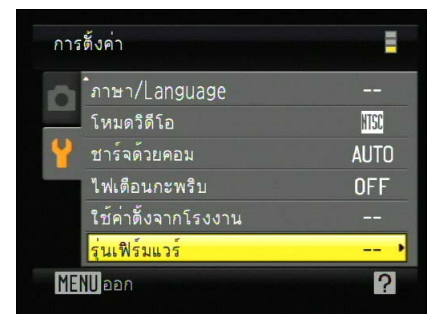 การตั้งค่า
ภาษา/Language --
โหมดวิดีโอ NTSC
ชาร์จด้วยคอม AUTO
ไฟเตือนกะพริบ OFF
ใช้ค่าตั้งจากโรงงาน --
รุ่นเฟิร์มแวร์ --
MENU ออก ?